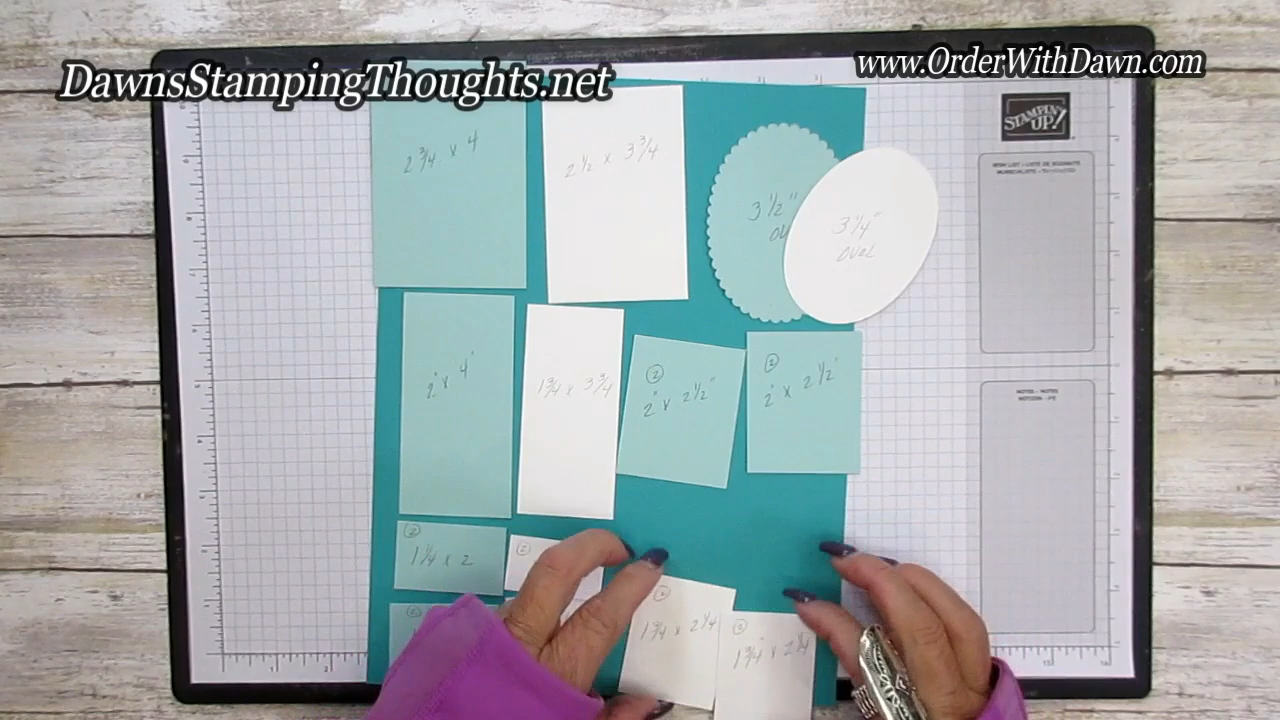 DawnsStampingThoughts.net
www.OrderWithDawn.com
STAMPIN' UP!
2 3/4 x 4
2 1/2 x 3 3/4
3 1/2"
3 1/4"
OVAL
2" x 4"
1 3/4 x 3 3/4
②
2" x 2 1/2"
②
2" x 2 1/2"
②
1 1/4 x 2
②
②
1 3/4 x 2 1/4
②
1 3/4" x 2 1/4
②